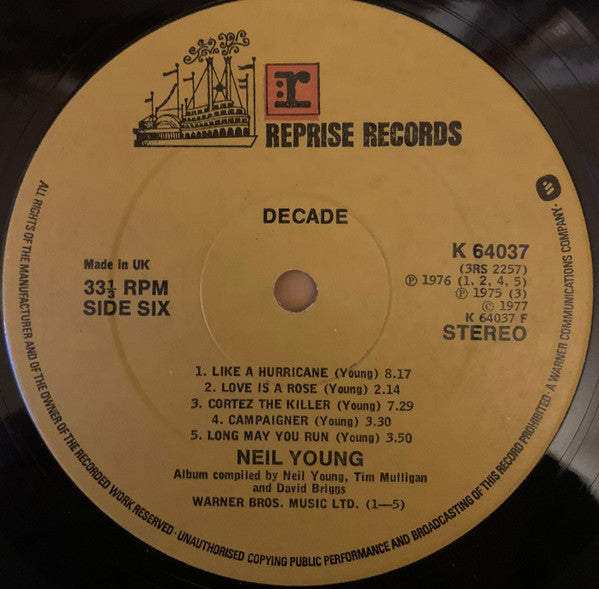 r
REPRISE RECORDS
DECADE
Made in UK
33⅓ RPM
SIDE SIX
K 64037
(3RS 2257)
℗ 1976 (1, 2, 4, 5)
℗ 1975 (3)
© 1977
K 64037 F
STEREO
1. LIKE A HURRICANE (Young) 8.17
2. LOVE IS A ROSE (Young) 2.14
3. CORTEZ THE KILLER (Young) 7.29
4. CAMPAIGNER (Young) 3.30
5. LONG MAY YOU RUN (Young) 3.50
NEIL YOUNG
Album compiled by Neil Young, Tim Mulligan
and David Briggs
WARNER BROS. MUSIC LTD. (1—5)
ALL RIGHTS OF THE MANUFACTURER AND OF THE OWNER OF THE RECORDED WORK RESERVED · UNAUTHORISED COPYING PUBLIC PERFORMANCE AND BROADCASTING OF THIS RECORD PROHIBITED · A WARNER COMMUNICATIONS COMPANY ·